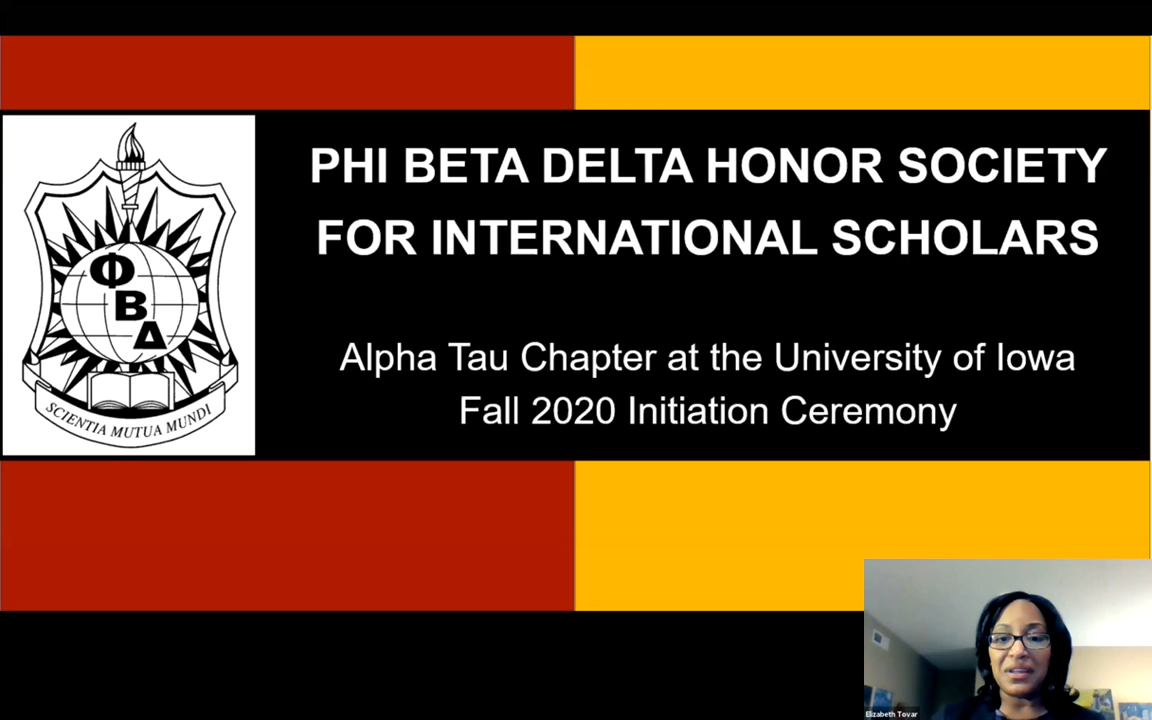 PHI BETA DELTA HONOR SOCIETY
FOR INTERNATIONAL SCHOLARS
Φ
Β
Δ
SCIENTIA MUTUA MUNDI
Alpha Tau Chapter at the University of Iowa
Fall 2020 Initiation Ceremony
Elizabeth Tovar